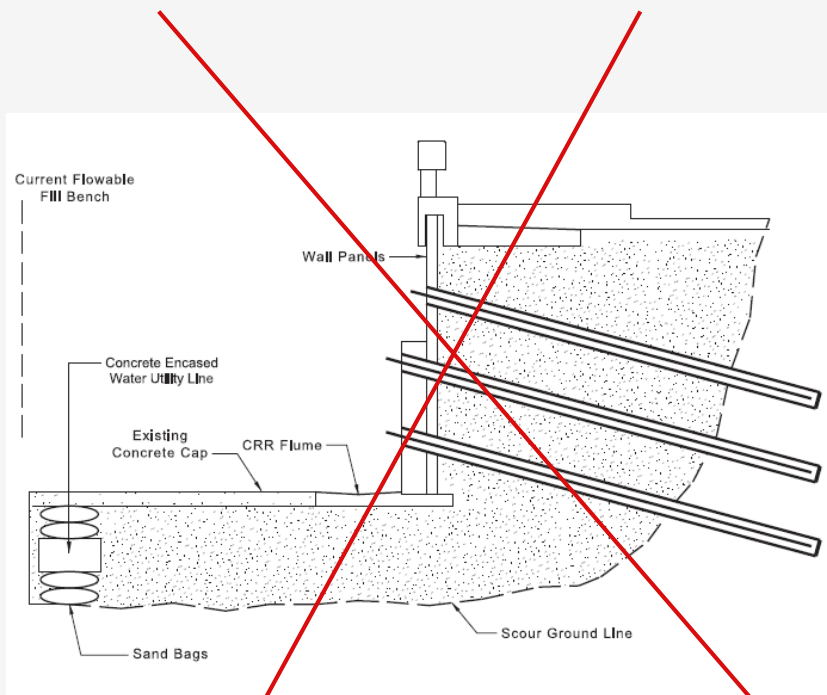 Current Flowable
Fill Bench
Wall Panels
Concrete Encased
Water Utility Line
Existing
Concrete Cap
CRR Flume
Scour Ground Line
Sand Bags